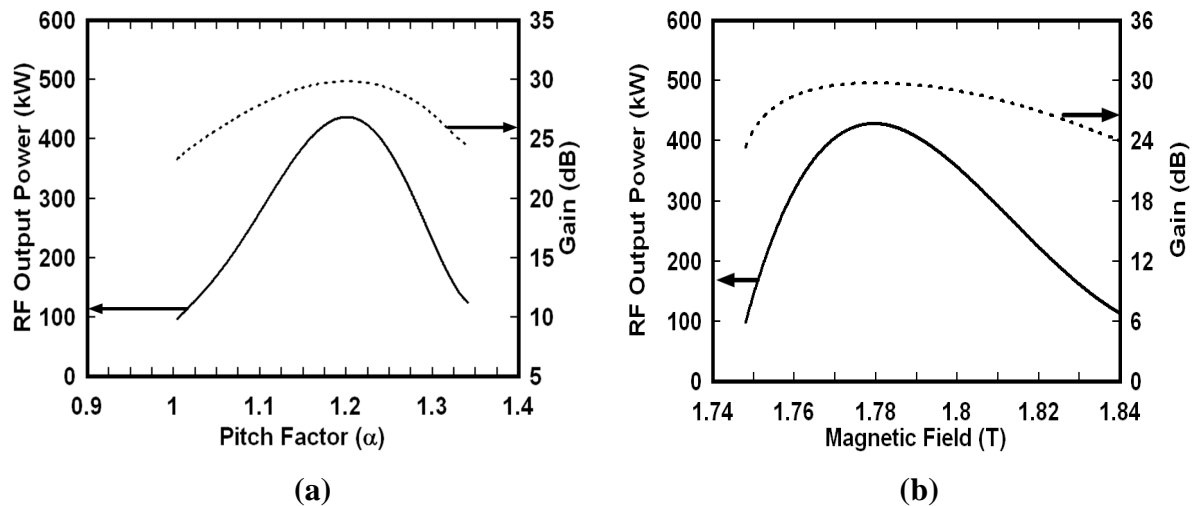 RF Output Power (kW)
600
500
400
300
200
100
0
0.9 1 1.1 1.2 1.3 1.4
Pitch Factor (α)
35
30
25
20
15
10
5
Gain (dB)
(a)
RF Output Power (kW)
600
500
400
300
200
100
0
1.74 1.76 1.78 1.8 1.82 1.84
Magnetic Field (T)
36
30
24
18
12
6
0
Gain (dB)
(b)